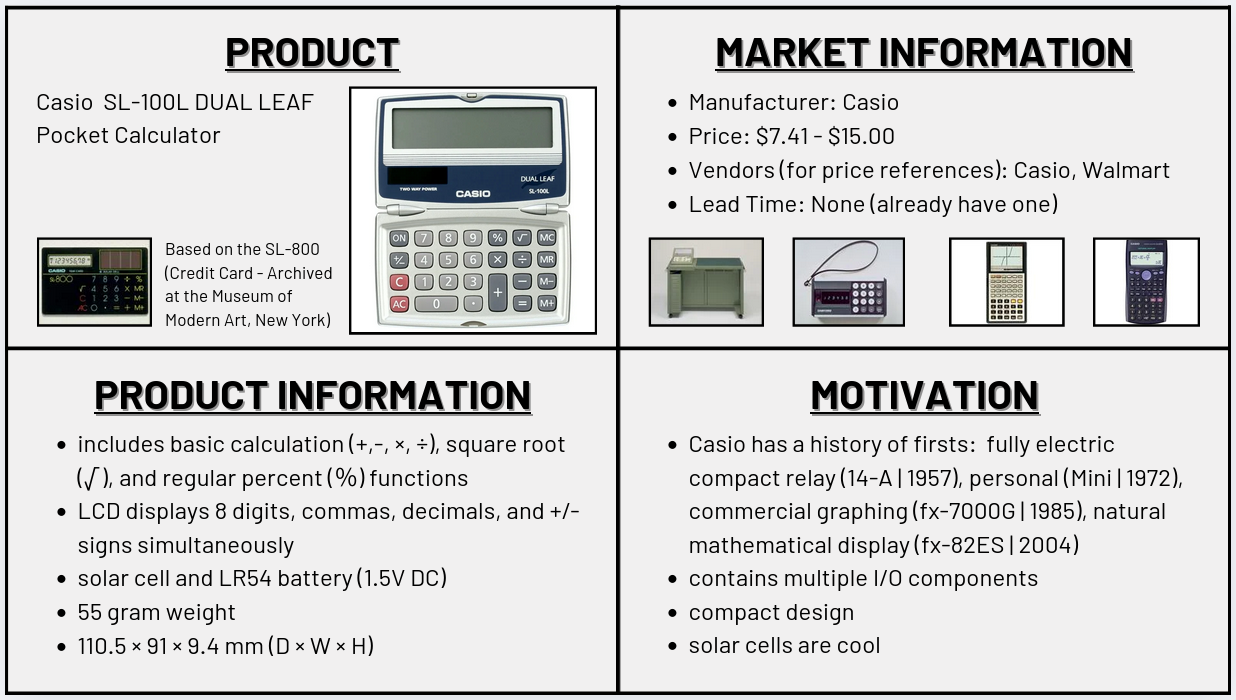 PRODUCT
Casio SL-100L DUAL LEAF
Pocket Calculator
CASIO
TWO WAY POWER
CASIO
DUAL LEAF
SL-100L
ON 7 8 9 % √ MC
+/- 4 5 6 × ÷ MR
C 1 2 3 + − M−
AC 0 · = M+
CASIO
SL-800
7 8 9 ÷ %
√ 4 5 6 × MR
C 1 2 3 − M−
AC 0 · = + M+
Based on the SL-800
(Credit Card - Archived
at the Museum of
Modern Art, New York)
MARKET INFORMATION
• Manufacturer: Casio
• Price: $7.41 - $15.00
• Vendors (for price references): Casio, Walmart
• Lead Time: None (already have one)
PRODUCT INFORMATION
• includes basic calculation (+,-, ×, ÷), square root
(√ ), and regular percent (%) functions
• LCD displays 8 digits, commas, decimals, and +/-
signs simultaneously
• solar cell and LR54 battery (1.5V DC)
• 55 gram weight
• 110.5 × 91 × 9.4 mm (D × W × H)
MOTIVATION
• Casio has a history of firsts: fully electric
compact relay (14-A | 1957), personal (Mini | 1972),
commercial graphing (fx-7000G | 1985), natural
mathematical display (fx-82ES | 2004)
• contains multiple I/O components
• compact design
• solar cells are cool